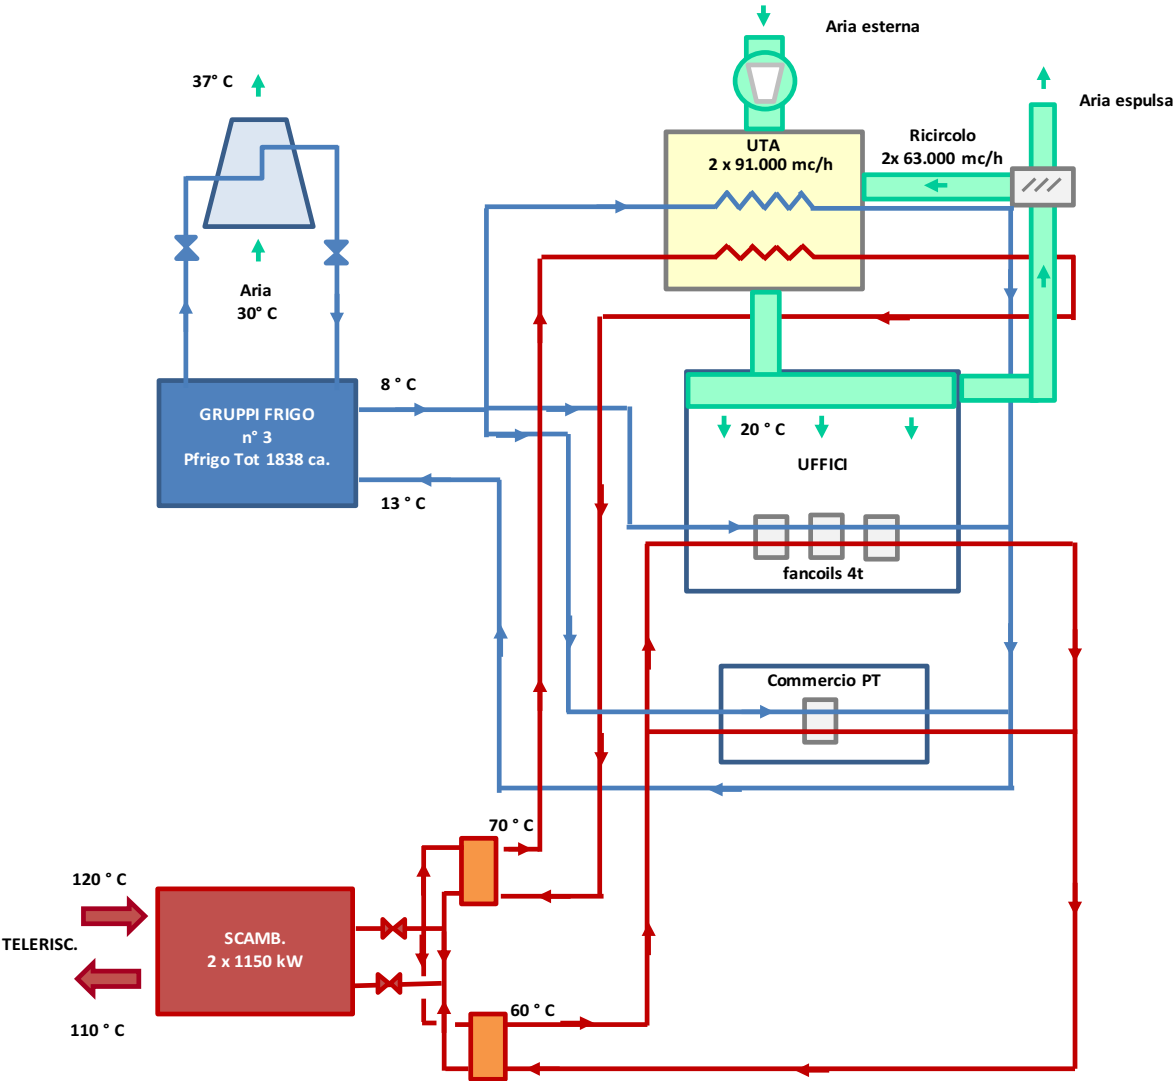 Aria esterna
37° C
Aria espulsa
Ricircolo
2x 63.000 mc/h
UTA
2 x 91.000 mc/h
Aria
30° C
8 ° C
GRUPPI FRIGO
n° 3
Pfrigo Tot 1838 ca.
20 ° C
UFFICI
13 ° C
fancoils 4t
Commercio PT
70 ° C
120 ° C
SCAMB.
2 x 1150 kW
TELERISC.
60 ° C
110 ° C